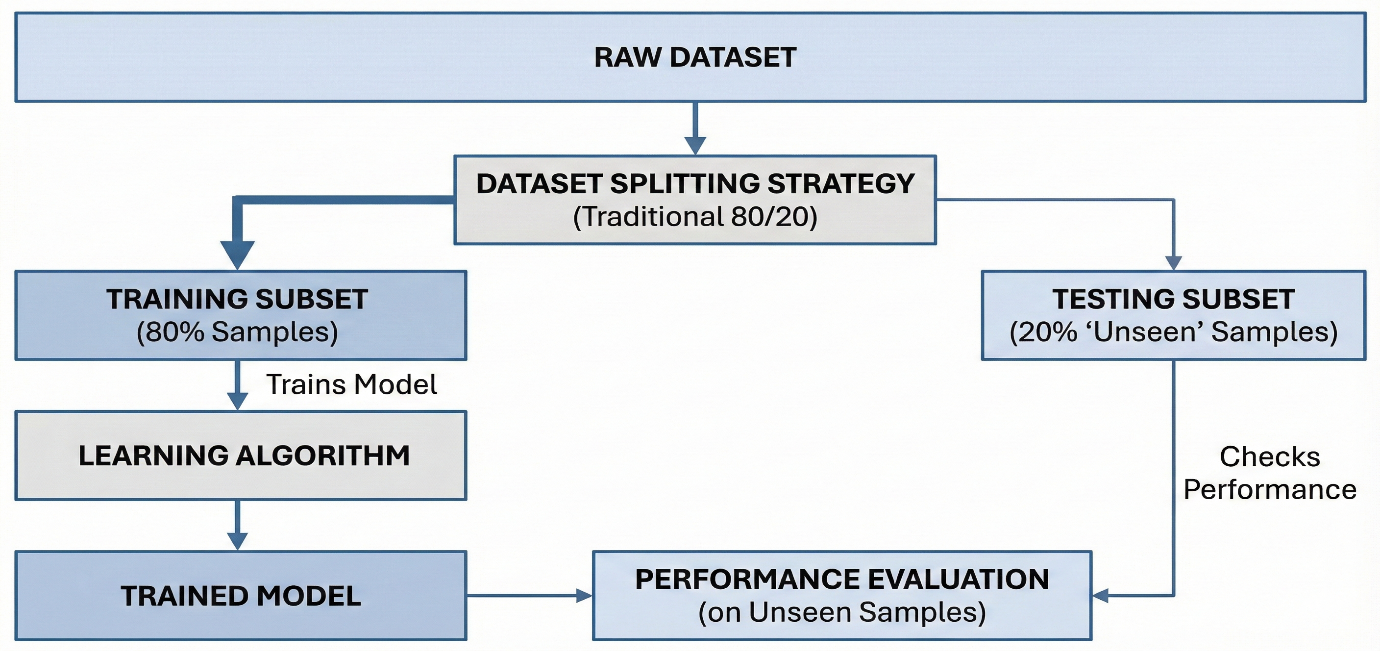 RAW DATASET
DATASET SPLITTING STRATEGY
(Traditional 80/20)
TRAINING SUBSET
(80% Samples)
TESTING SUBSET
(20% ‘Unseen’ Samples)
Trains Model
LEARNING ALGORITHM
Checks
Performance
TRAINED MODEL
PERFORMANCE EVALUATION
(on Unseen Samples)